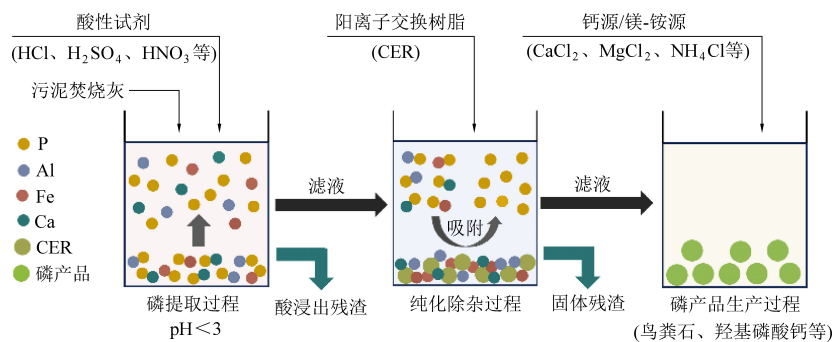 酸性试剂
(HCl、H₂SO₄、HNO₃等)
污泥焚烧灰
阳离子交换树脂
(CER)
钙源/镁-铵源
(CaCl₂、MgCl₂、NH₄Cl等)
P
Al
Fe
Ca
CER
磷产品
滤液
吸附
滤液
磷提取过程
pH＜3
酸浸出残渣
纯化除杂过程
固体残渣
磷产品生产过程
(鸟粪石、羟基磷酸钙等)